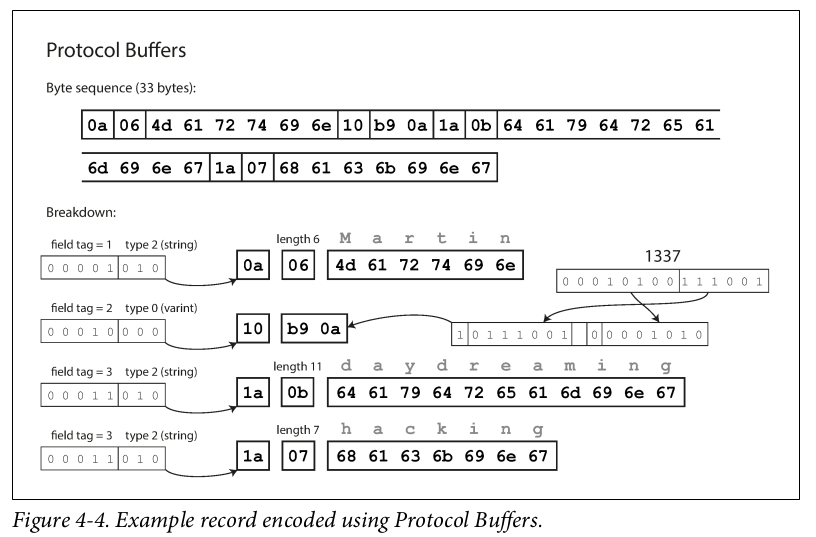 Protocol Buffers
Byte sequence (33 bytes):
0a 06 4d 61 72 74 69 6e 10 b9 0a 1a 0b 64 61 79 64 72 65 61
6d 69 6e 67 1a 07 68 61 63 6b 69 6e 67
Breakdown:
field tag = 1 type 2 (string) length 6 M a r t i n
0 0 0 0 1 0 1 0 0a 06 4d 61 72 74 69 6e
1337
0 0 0 1 0 1 0 0 1 1 1 0 0 1
field tag = 2 type 0 (varint)
0 0 0 1 0 0 0 0 10 b9 0a 1 0 1 1 1 0 0 1 0 0 0 0 1 0 1 0
field tag = 3 type 2 (string) length 11 d a y d r e a m i n g
0 0 0 1 1 0 1 0 1a 0b 64 61 79 64 72 65 61 6d 69 6e 67
field tag = 3 type 2 (string) length 7 h a c k i n g
0 0 0 1 1 0 1 0 1a 07 68 61 63 6b 69 6e 67
Figure 4-4. Example record encoded using Protocol Buffers.